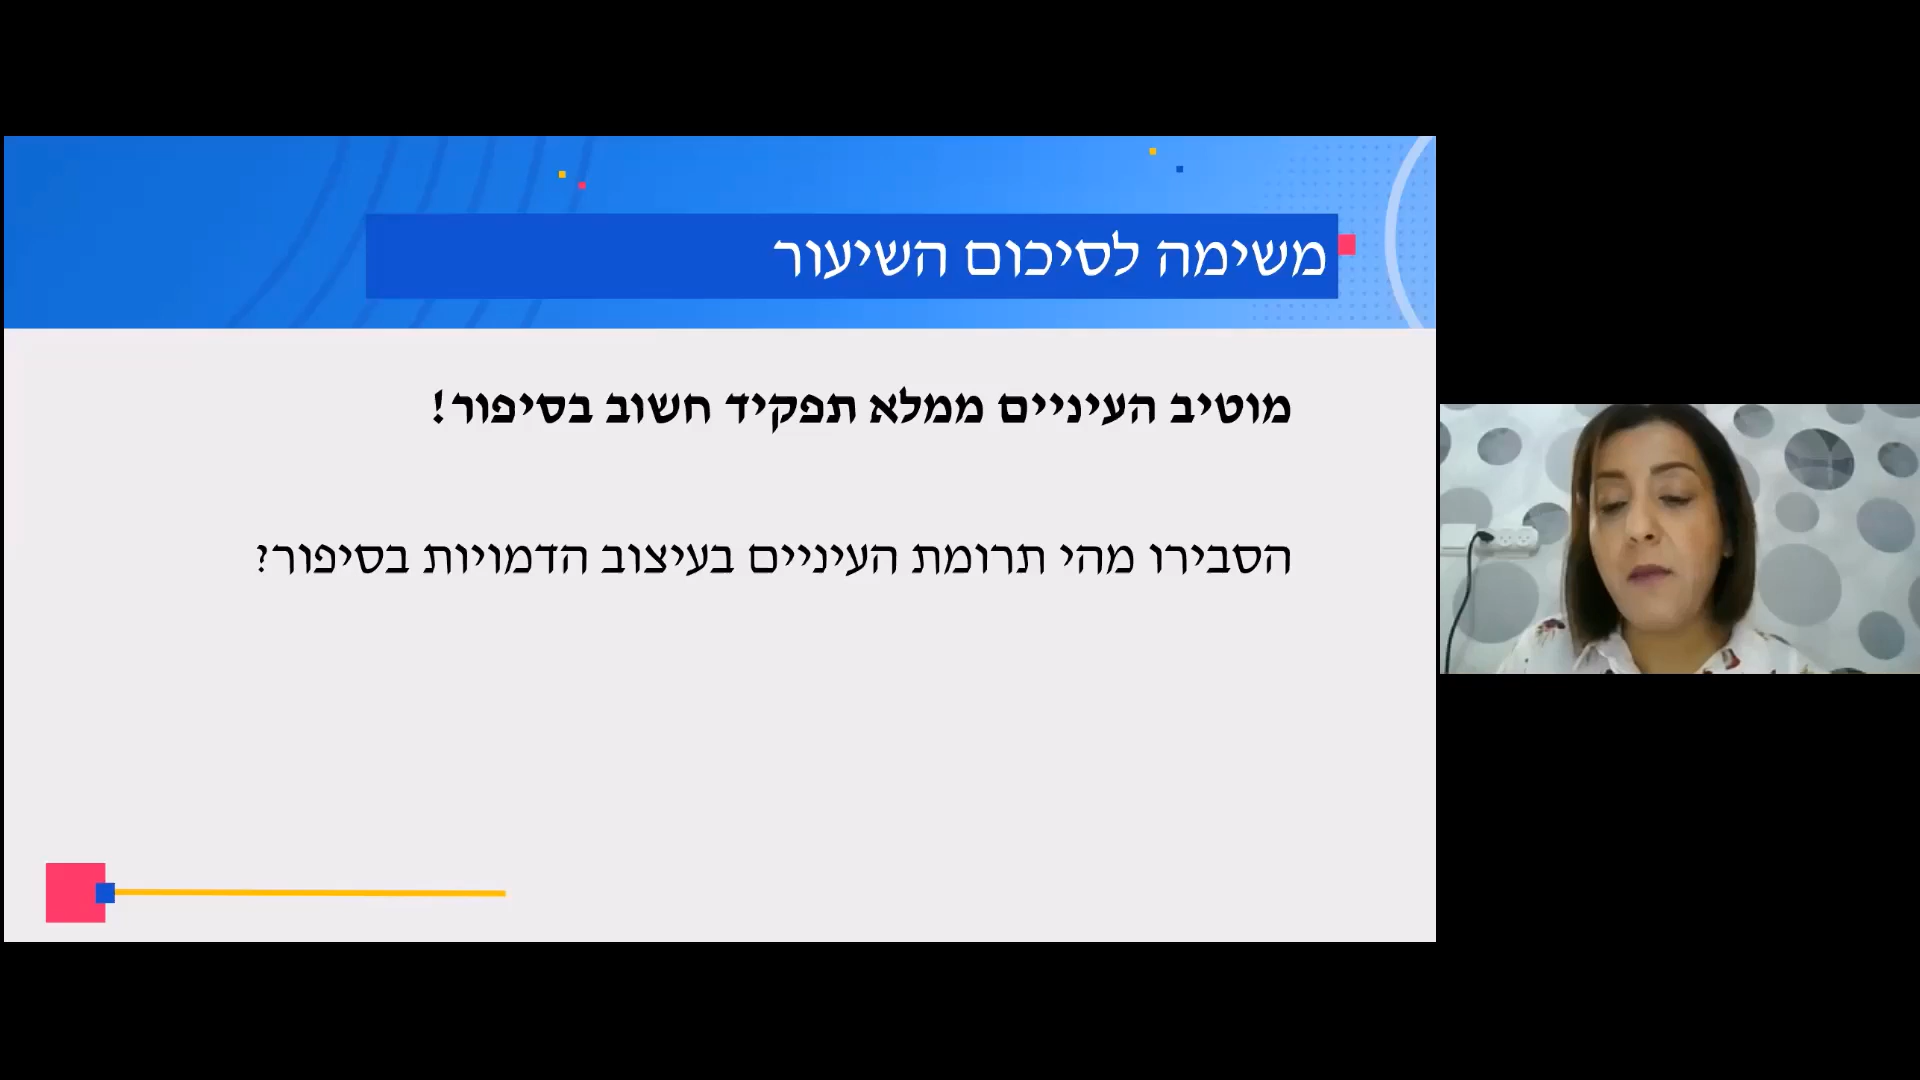 משימה לסיכום השיעור
מוטיב העיניים ממלא תפקיד חשוב בסיפור!
הסבירו מהי תרומת העיניים בעיצוב הדמויות בסיפור?